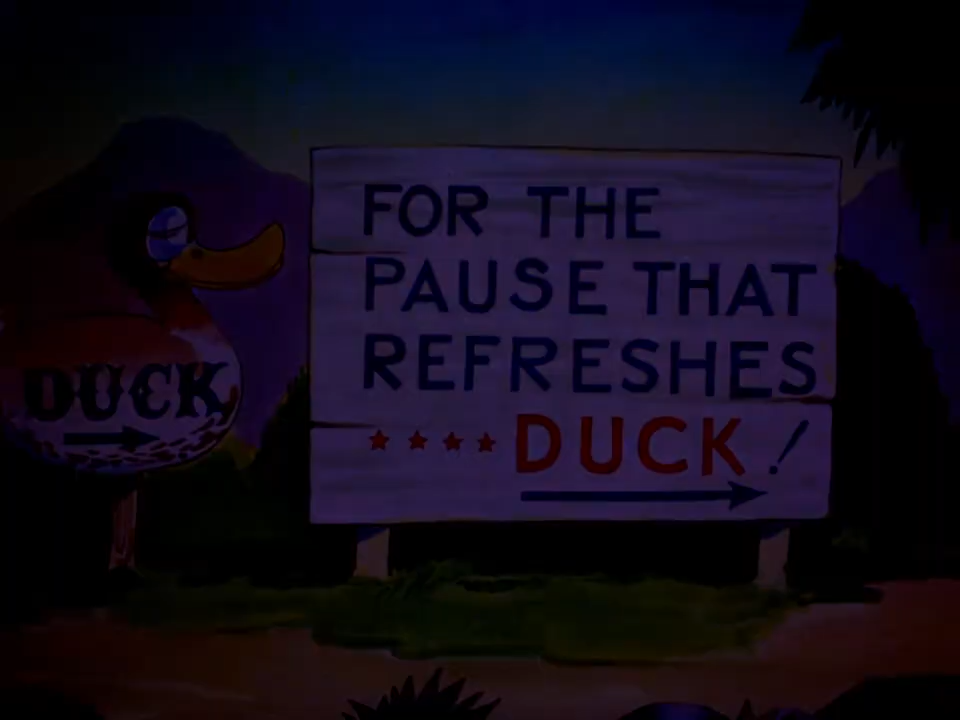 DUCK
FOR THE
PAUSE THAT
REFRESHES
★★★★ DUCK!